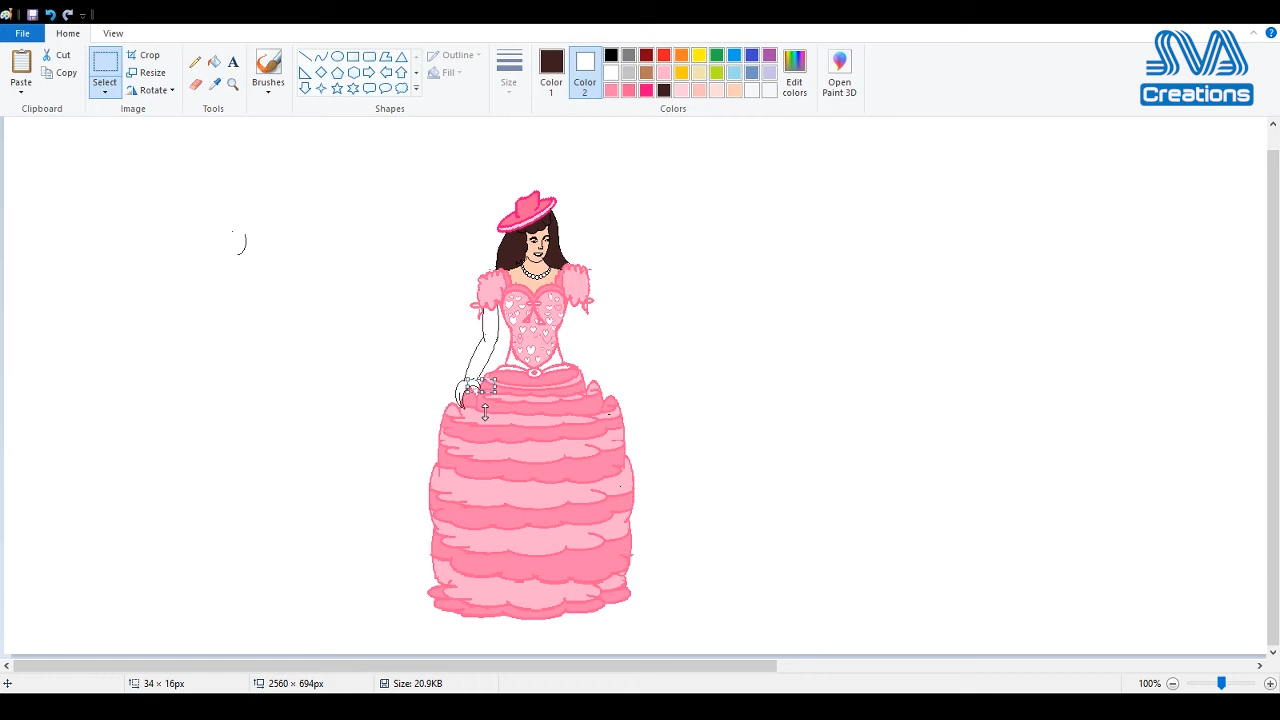 File Home View
Paste Cut Copy
Clipboard
Select Crop Resize Rotate
Image
Tools
Brushes
Shapes
Outline Fill
Size
Color 1
Color 2
Colors
Edit colors
Open Paint 3D
SVA Creations
34 × 16px
2560 × 694px
Size: 20.9KB
100%